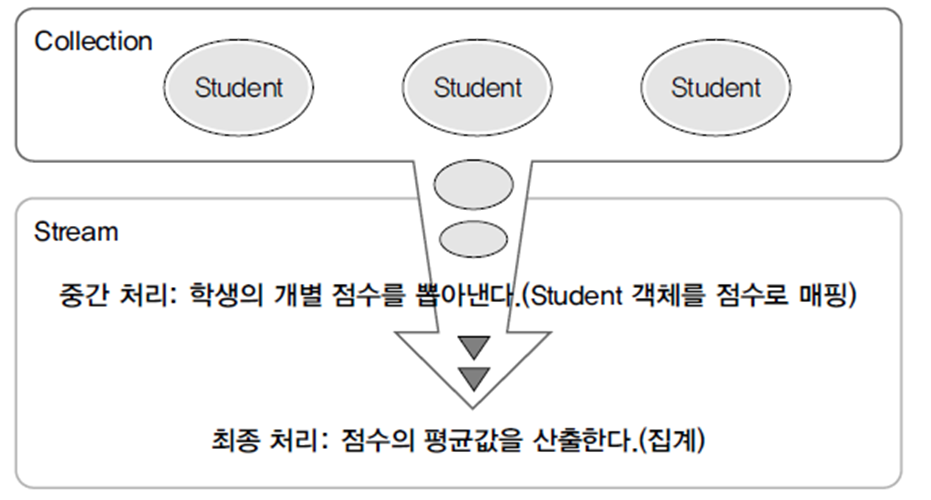 Collection
Student Student Student
Stream
중간 처리: 학생의 개별 점수를 뽑아낸다.(Student 객체를 점수로 매핑)
최종 처리: 점수의 평균값을 산출한다.(집계)